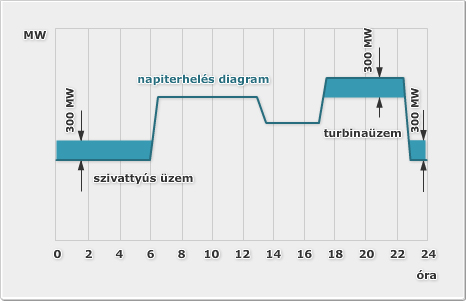 MW
300 MW
napiterhelés diagram
300 MW
300 MW
turbinaüzem
szivattyús üzem
0 2 4 6 8 10 12 14 16 18 20 22 24
óra